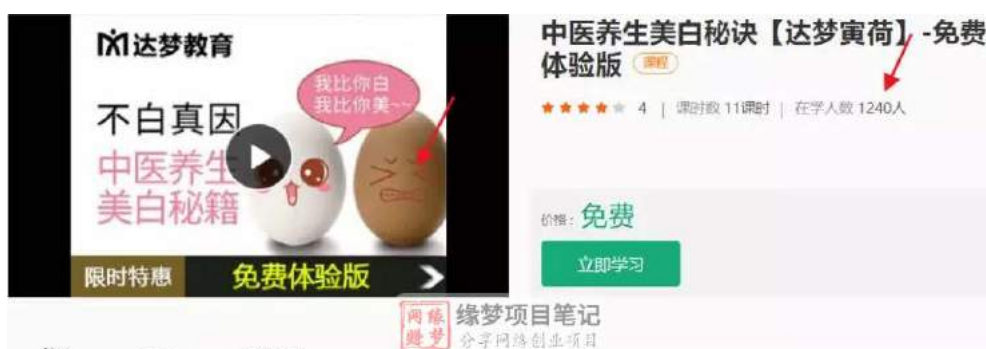 达梦教育
我比你白
我比你美~~
不白真因
中医养生
美白秘籍
限时特惠
免费体验版
中医养生美白秘诀【达梦寅荷】-免费
体验版 课程
4 | 课时数 11课时 | 在学人数 1240人
价格：免费
立即学习
缘梦项目笔记
分享网络创业项目